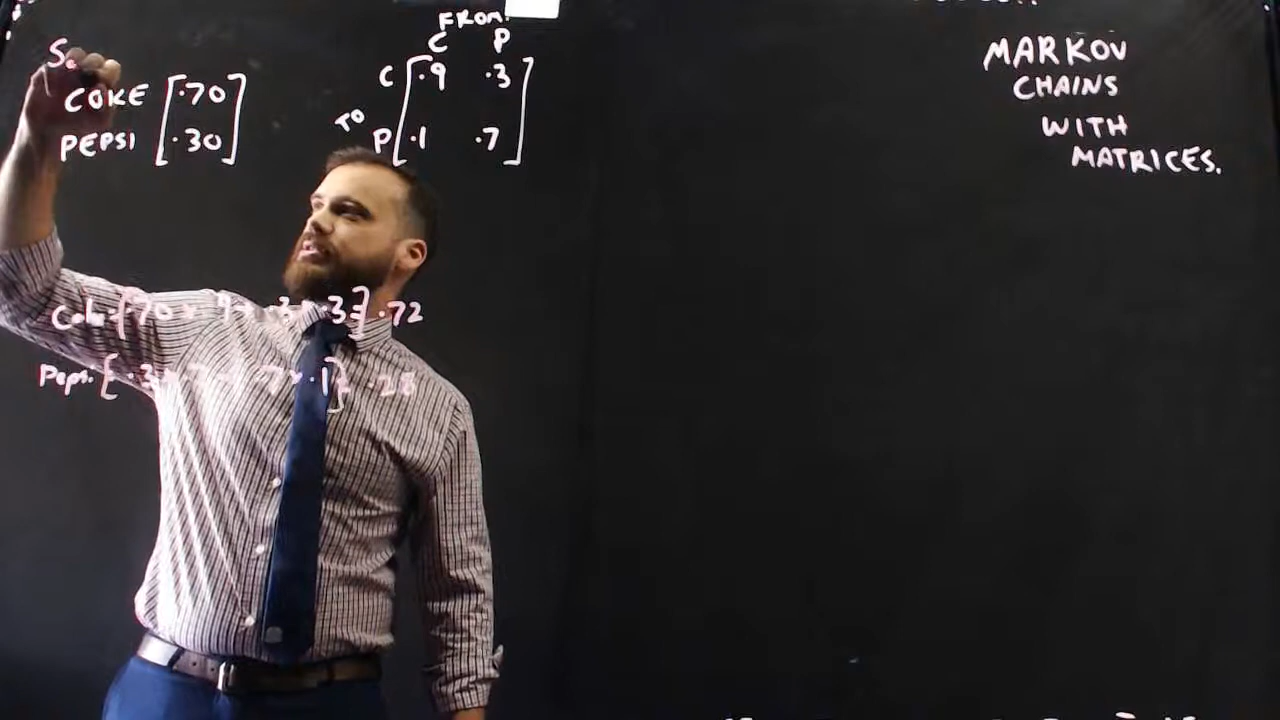 S
FROM
C P
COKE [.70]
PEPSI [.30]
TO
C [.9 .3]
P [.1 .7]
Coke {.70 × .9 + .3 × .3} .72
Pepsi { .3 × .7 + .7 × .1} .28
MARKOV
CHAINS
WITH
MATRICES.